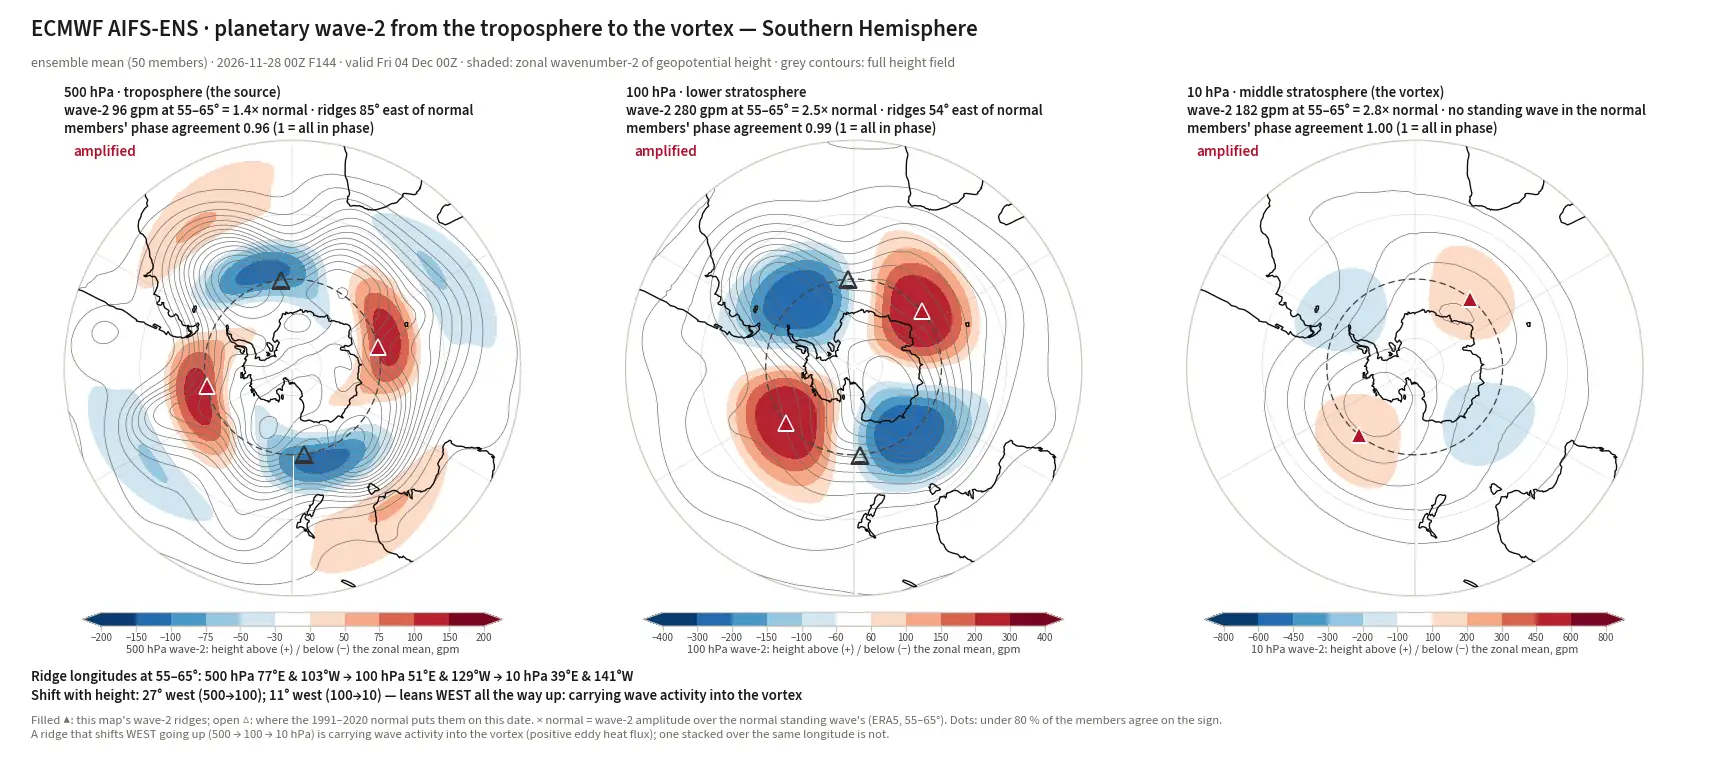 ECMWF AIFS-ENS · planetary wave-2 from the troposphere to the vortex — Southern Hemisphere
ensemble mean (50 members) · 2026-11-28 00Z F144 · valid Fri 04 Dec 00Z · shaded: zonal wavenumber-2 of geopotential height · grey contours: full height field
500 hPa · troposphere (the source)
wave-2 96 gpm at 55–65° = 1.4× normal · ridges 85° east of normal
members' phase agreement 0.96 (1 = all in phase)
amplified
100 hPa · lower stratosphere
wave-2 280 gpm at 55–65° = 2.5× normal · ridges 54° east of normal
members' phase agreement 0.99 (1 = all in phase)
amplified
10 hPa · middle stratosphere (the vortex)
wave-2 182 gpm at 55–65° = 2.8× normal · no standing wave in the normal
members' phase agreement 1.00 (1 = all in phase)
amplified
−200 −150 −100 −75 −50 −30 30 50 75 100 150 200
500 hPa wave-2: height above (+) / below (−) the zonal mean, gpm
−400 −300 −200 −150 −100 −60 60 100 150 200 300 400
100 hPa wave-2: height above (+) / below (−) the zonal mean, gpm
−800 −600 −450 −300 −200 −100 100 200 300 450 600 800
10 hPa wave-2: height above (+) / below (−) the zonal mean, gpm
Ridge longitudes at 55–65°: 500 hPa 77°E & 103°W → 100 hPa 51°E & 129°W → 10 hPa 39°E & 141°W
Shift with height: 27° west (500→100); 11° west (100→10) — leans WEST all the way up: carrying wave activity into the vortex
Filled ▲: this map's wave-2 ridges; open △: where the 1991–2020 normal puts them on this date. × normal = wave-2 amplitude over the normal standing wave's (ERA5, 55–65°). Dots: under 80 % of the members agree on the sign.
A ridge that shifts WEST going up (500 → 100 → 10 hPa) is carrying wave activity into the vortex (positive eddy heat flux); one stacked over the same longitude is not.